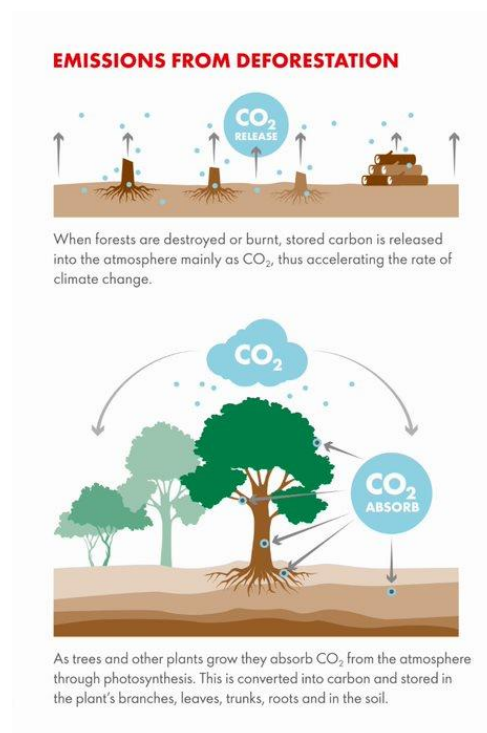 EMISSIONS FROM DEFORESTATION
CO₂
RELEASE
When forests are destroyed or burnt, stored carbon is released
into the atmosphere mainly as CO₂, thus accelerating the rate of
climate change.
CO₂
CO₂
ABSORB
As trees and other plants grow they absorb CO₂ from the atmosphere
through photosynthesis. This is converted into carbon and stored in
the plant's branches, leaves, trunks, roots and in the soil.